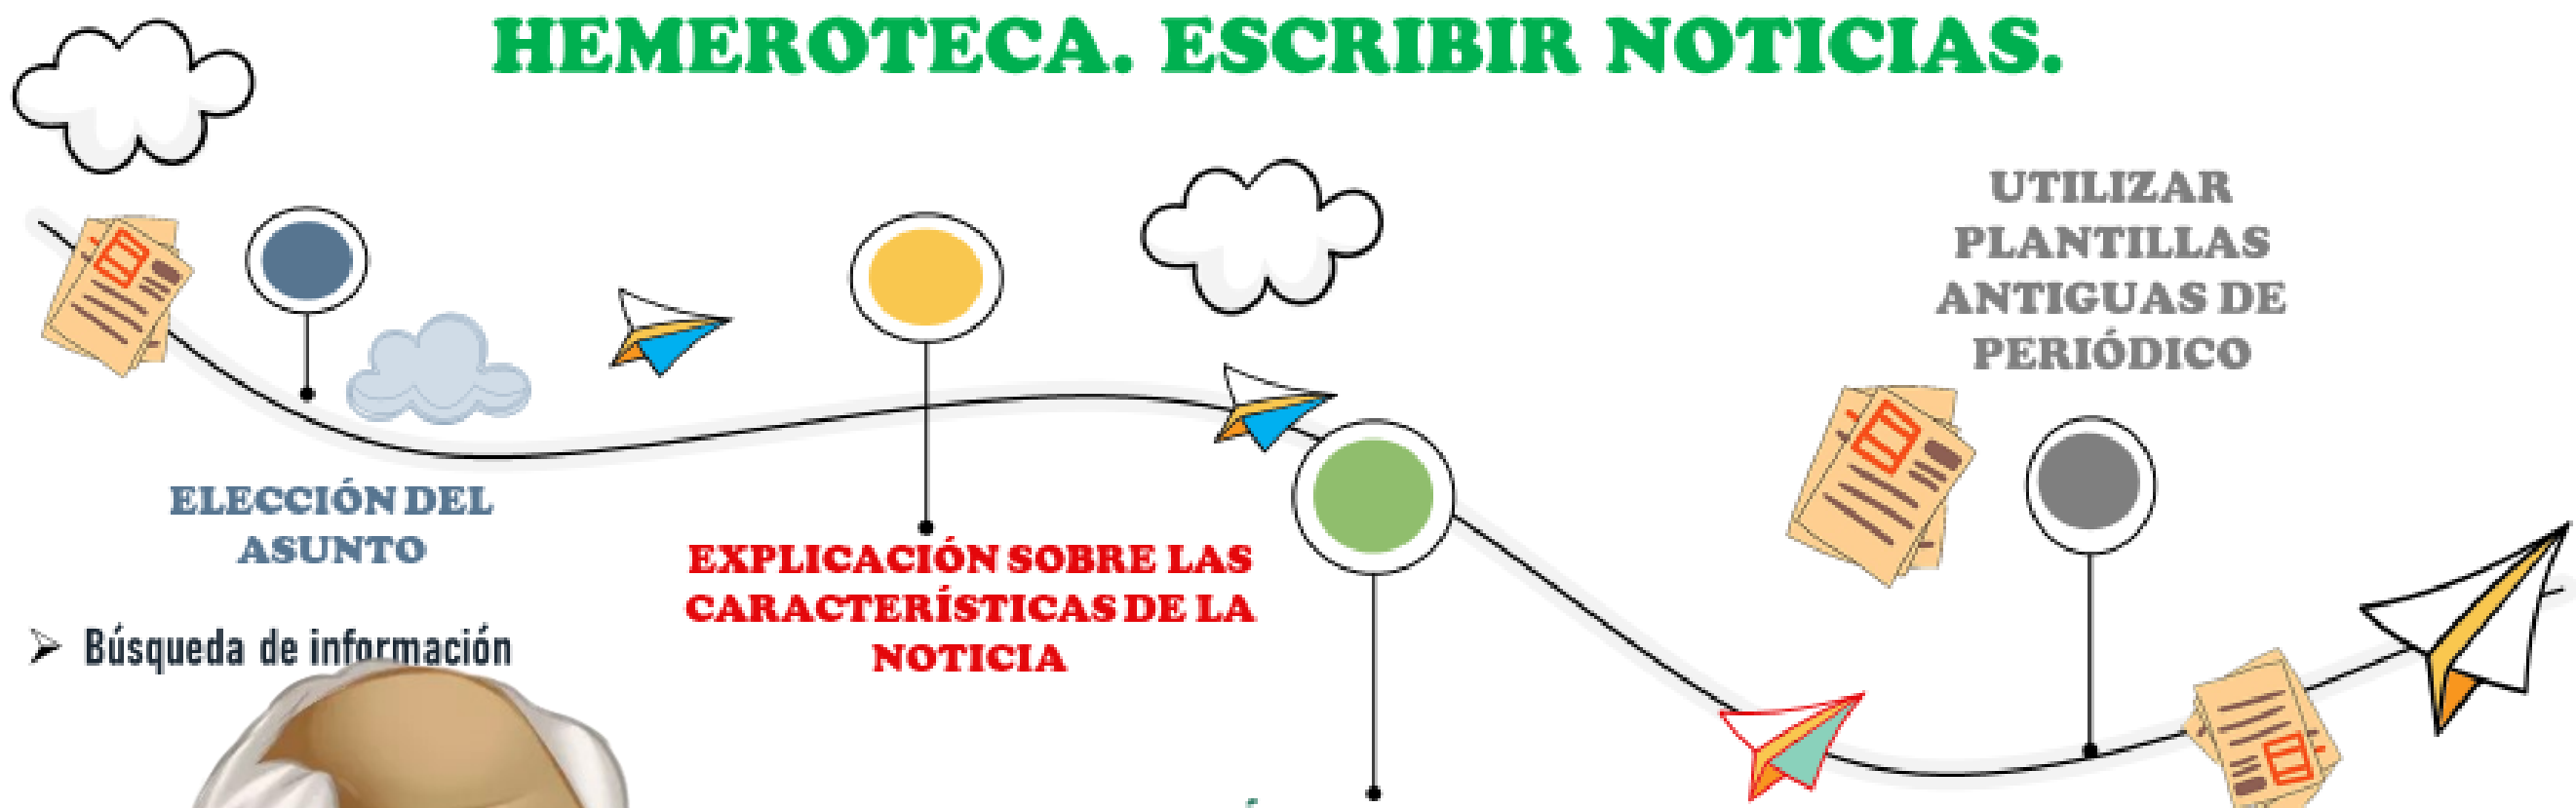 HEMEROTECA. ESCRIBIR NOTICIAS.
UTILIZAR
PLANTILLAS
ANTIGUAS DE
PERIÓDICO
ELECCIÓN DEL
ASUNTO
EXPLICACIÓN SOBRE LAS
CARACTERÍSTICAS DE LA
NOTICIA
➢ Búsqueda de información